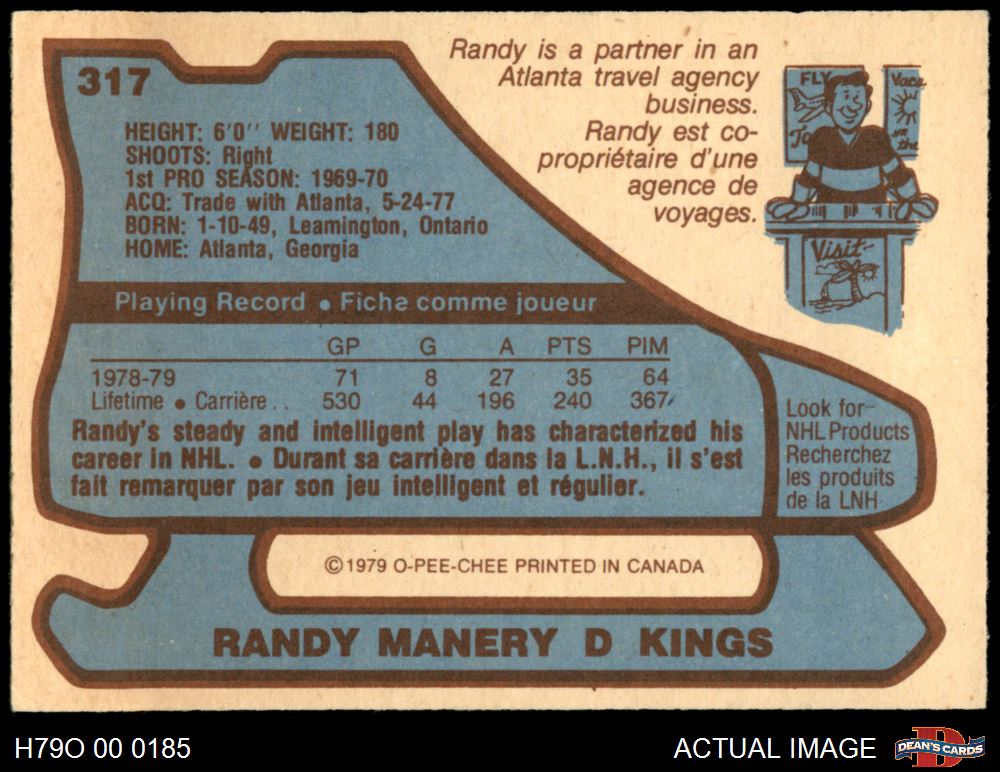 317
HEIGHT: 6'0'' WEIGHT: 180
SHOOTS: Right
1st PRO SEASON: 1969-70
ACQ: Trade with Atlanta, 5-24-77
BORN: 1-10-49, Leamington, Ontario
HOME: Atlanta, Georgia
Randy is a partner in an
Atlanta travel agency
business.
Randy est co-
propriétaire d'une
agence de
voyages.
FLY
To
Visit
in
the
Playing Record • Fiche comme joueur
GP G A PTS PIM
1978-79 71 8 27 35 64
Lifetime • Carrière.. 530 44 196 240 367
Randy's steady and intelligent play has characterized his
career in NHL. • Durant sa carrière dans la L.N.H., il s'est
fait remarquer par son jeu intelligent et régulier.
Look for
NHL Products
Recherchez
les produits
de la LNH
©1979 O-PEE-CHEE PRINTED IN CANADA
RANDY MANERY D KINGS
H79O 00 0185
ACTUAL IMAGE
DEAN'S CARDS